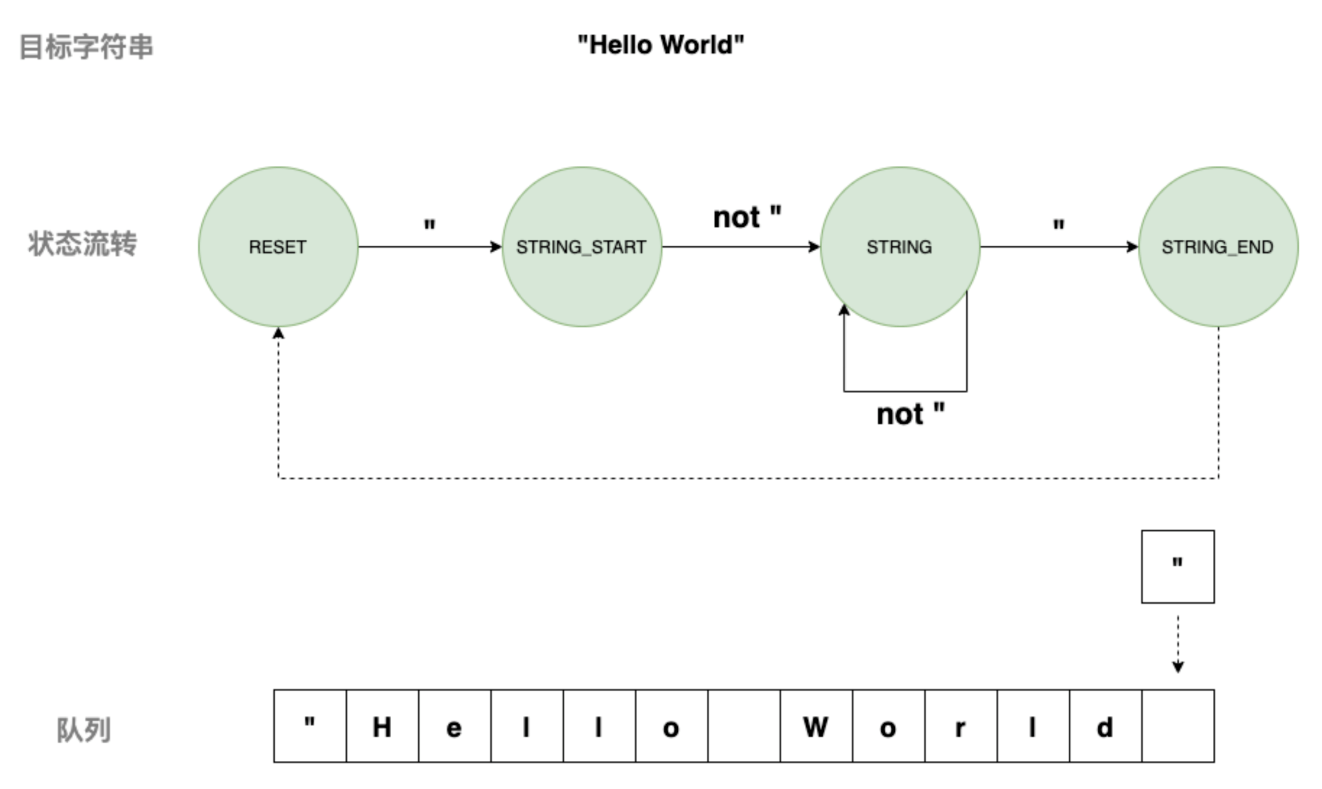 目标字符串
"Hello World"
状态流转
RESET
"
STRING_START
not "
STRING
"
STRING_END
not "
"
队列
" H e l l o W o r l d